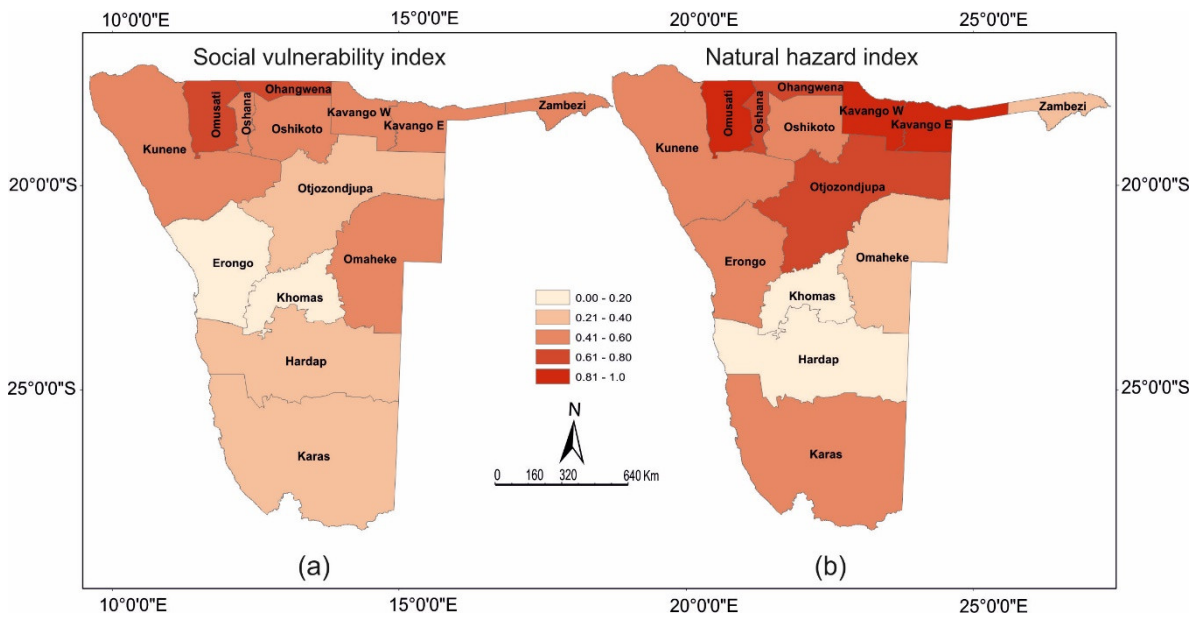 10°0'0"E 15°0'0"E 20°0'0"E 25°0'0"E
Social vulnerability index
Natural hazard index
Omusati
Oshana
Ohangwena
Oshikoto
Kavango W
Kavango E
Zambezi
Kunene
Otjozondjupa
Erongo
Khomas
Omaheke
Hardap
Karas
(a)
Omusati
Oshana
Ohangwena
Oshikoto
Kavango W
Kavango E
Zambezi
Kunene
Otjozondjupa
Erongo
Khomas
Omaheke
Hardap
Karas
(b)
20°0'0"S
25°0'0"S
20°0'0"S
25°0'0"S
0.00 - 0.20
0.21 - 0.40
0.41 - 0.60
0.61 - 0.80
0.81 - 1.0
N
0 160 320 640 Km
10°0'0"E 15°0'0"E 20°0'0"E 25°0'0"E